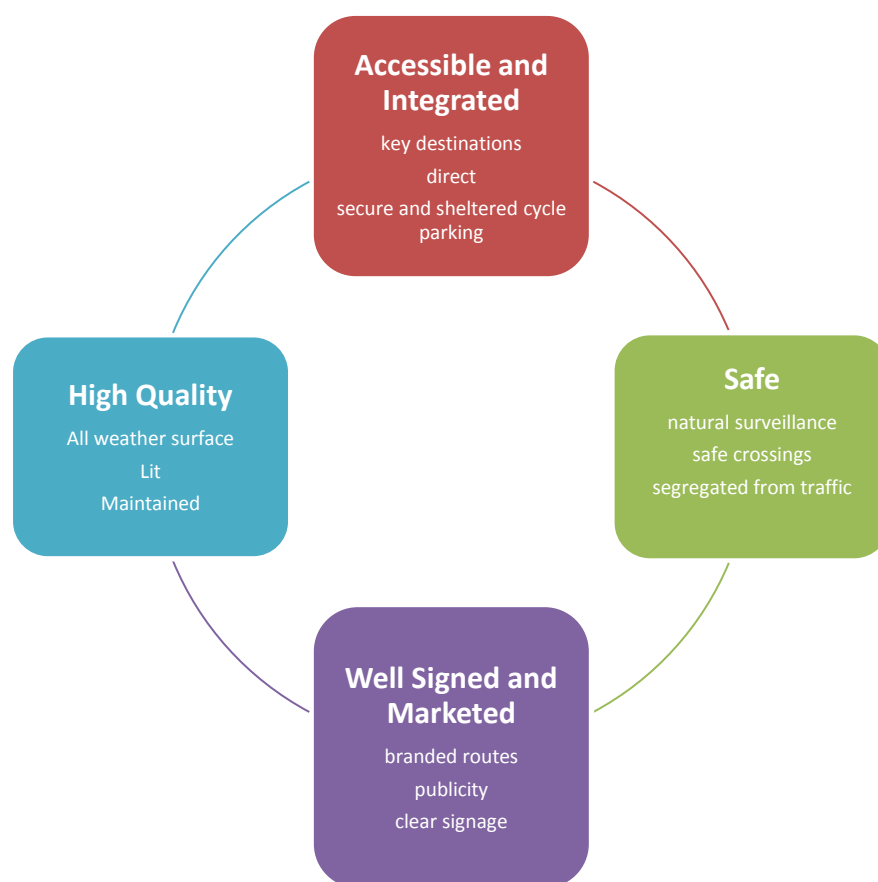 Accessible and
Integrated
key destinations
direct
secure and sheltered cycle
parking
Safe
natural surveillance
safe crossings
segregated from traffic
Well Signed and
Marketed
branded routes
publicity
clear signage
High Quality
All weather surface
Lit
Maintained